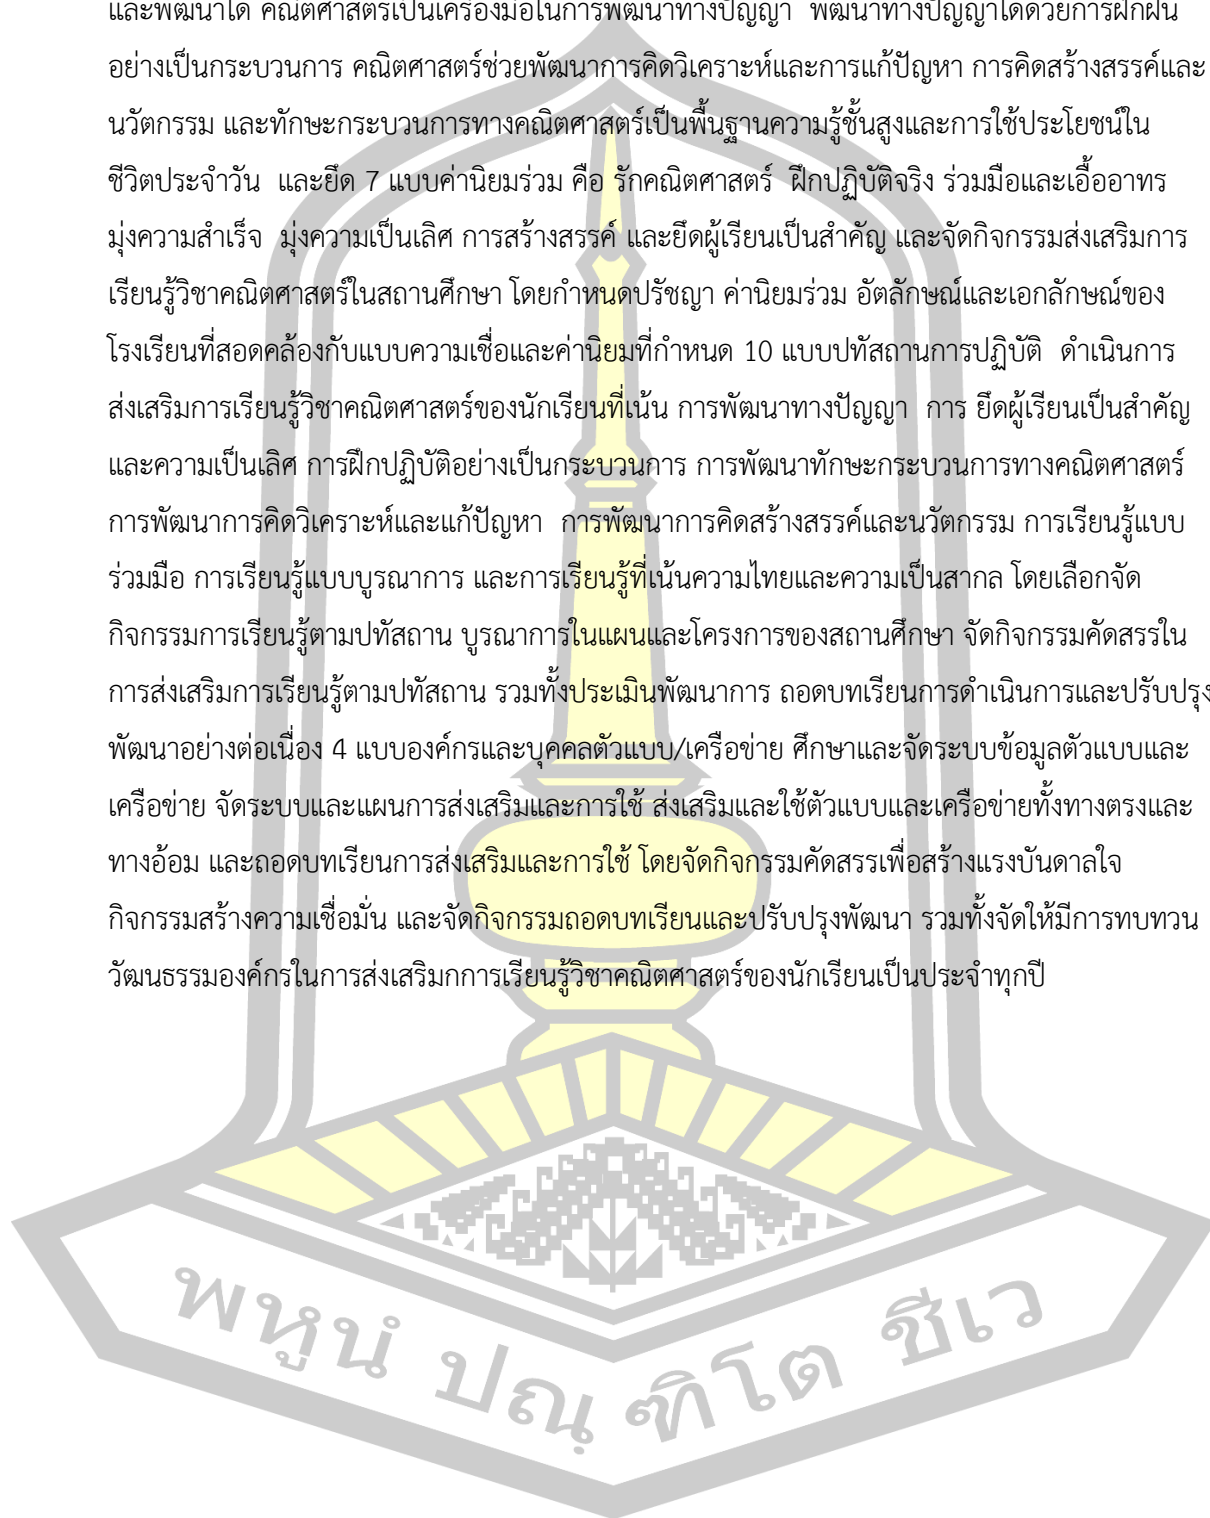 และพัฒนาได้ คณิตศาสตร์เป็นเครื่องมือในการพัฒนาทางปัญญา พัฒนาทางปัญญาได้ด้วยการฝึกฝน
อย่างเป็นกระบวนการ คณิตศาสตร์ช่วยพัฒนาการคิดวิเคราะห์และการแก้ปัญหา การคิดสร้างสรรค์และ
นวัตกรรม และทักษะกระบวนการทางคณิตศาสตร์เป็นพื้นฐานความรู้ชั้นสูงและการใช้ประโยชน์ใน
ชีวิตประจำวัน และยึด 7 แบบค่านิยมร่วม คือ รักคณิตศาสตร์ ฝึกปฏิบัติจริง ร่วมมือและเอื้ออาทร
มุ่งความสำเร็จ มุ่งความเป็นเลิศ การสร้างสรรค์ และยึดผู้เรียนเป็นสำคัญ และจัดกิจกรรมส่งเสริมการ
เรียนรู้วิชาคณิตศาสตร์ในสถานศึกษา โดยกำหนดปรัชญา ค่านิยมร่วม อัตลักษณ์และเอกลักษณ์ของ
โรงเรียนที่สอดคล้องกับแบบความเชื่อและค่านิยมที่กำหนด 10 แบบปทัสถานการปฏิบัติ ดำเนินการ
ส่งเสริมการเรียนรู้วิชาคณิตศาสตร์ของนักเรียนที่เน้น การพัฒนาทางปัญญา การ ยึดผู้เรียนเป็นสำคัญ
และความเป็นเลิศ การฝึกปฏิบัติอย่างเป็นกระบวนการ การพัฒนาทักษะกระบวนการทางคณิตศาสตร์
การพัฒนาการคิดวิเคราะห์และแก้ปัญหา การพัฒนาการคิดสร้างสรรค์และนวัตกรรม การเรียนรู้แบบ
ร่วมมือ การเรียนรู้แบบบูรณาการ และการเรียนรู้ที่เน้นความไทยและความเป็นสากล โดยเลือกจัด
กิจกรรมการเรียนรู้ตามปทัสถาน บูรณาการในแผนและโครงการของสถานศึกษา จัดกิจกรรมคัดสรรใน
การส่งเสริมการเรียนรู้ตามปทัสถาน รวมทั้งประเมินพัฒนาการ ถอดบทเรียนการดำเนินการและปรับปรุง
พัฒนาอย่างต่อเนื่อง 4 แบบองค์กรและบุคคลตัวแบบ/เครือข่าย ศึกษาและจัดระบบข้อมูลตัวแบบและ
เครือข่าย จัดระบบและแผนการส่งเสริมและการใช้ ส่งเสริมและใช้ตัวแบบและเครือข่ายทั้งทางตรงและ
ทางอ้อม และถอดบทเรียนการส่งเสริมและการใช้ โดยจัดกิจกรรมคัดสรรเพื่อสร้างแรงบันดาลใจ
กิจกรรมสร้างความเชื่อมั่น และจัดกิจกรรมถอดบทเรียนและปรับปรุงพัฒนา รวมทั้งจัดให้มีการทบทวน
วัฒนธรรมองค์กรในการส่งเสริมกการเรียนรู้วิชาคณิตศาสตร์ของนักเรียนเป็นประจำทุกปี
พหูนํ ปณฺฑิโต ชีเว